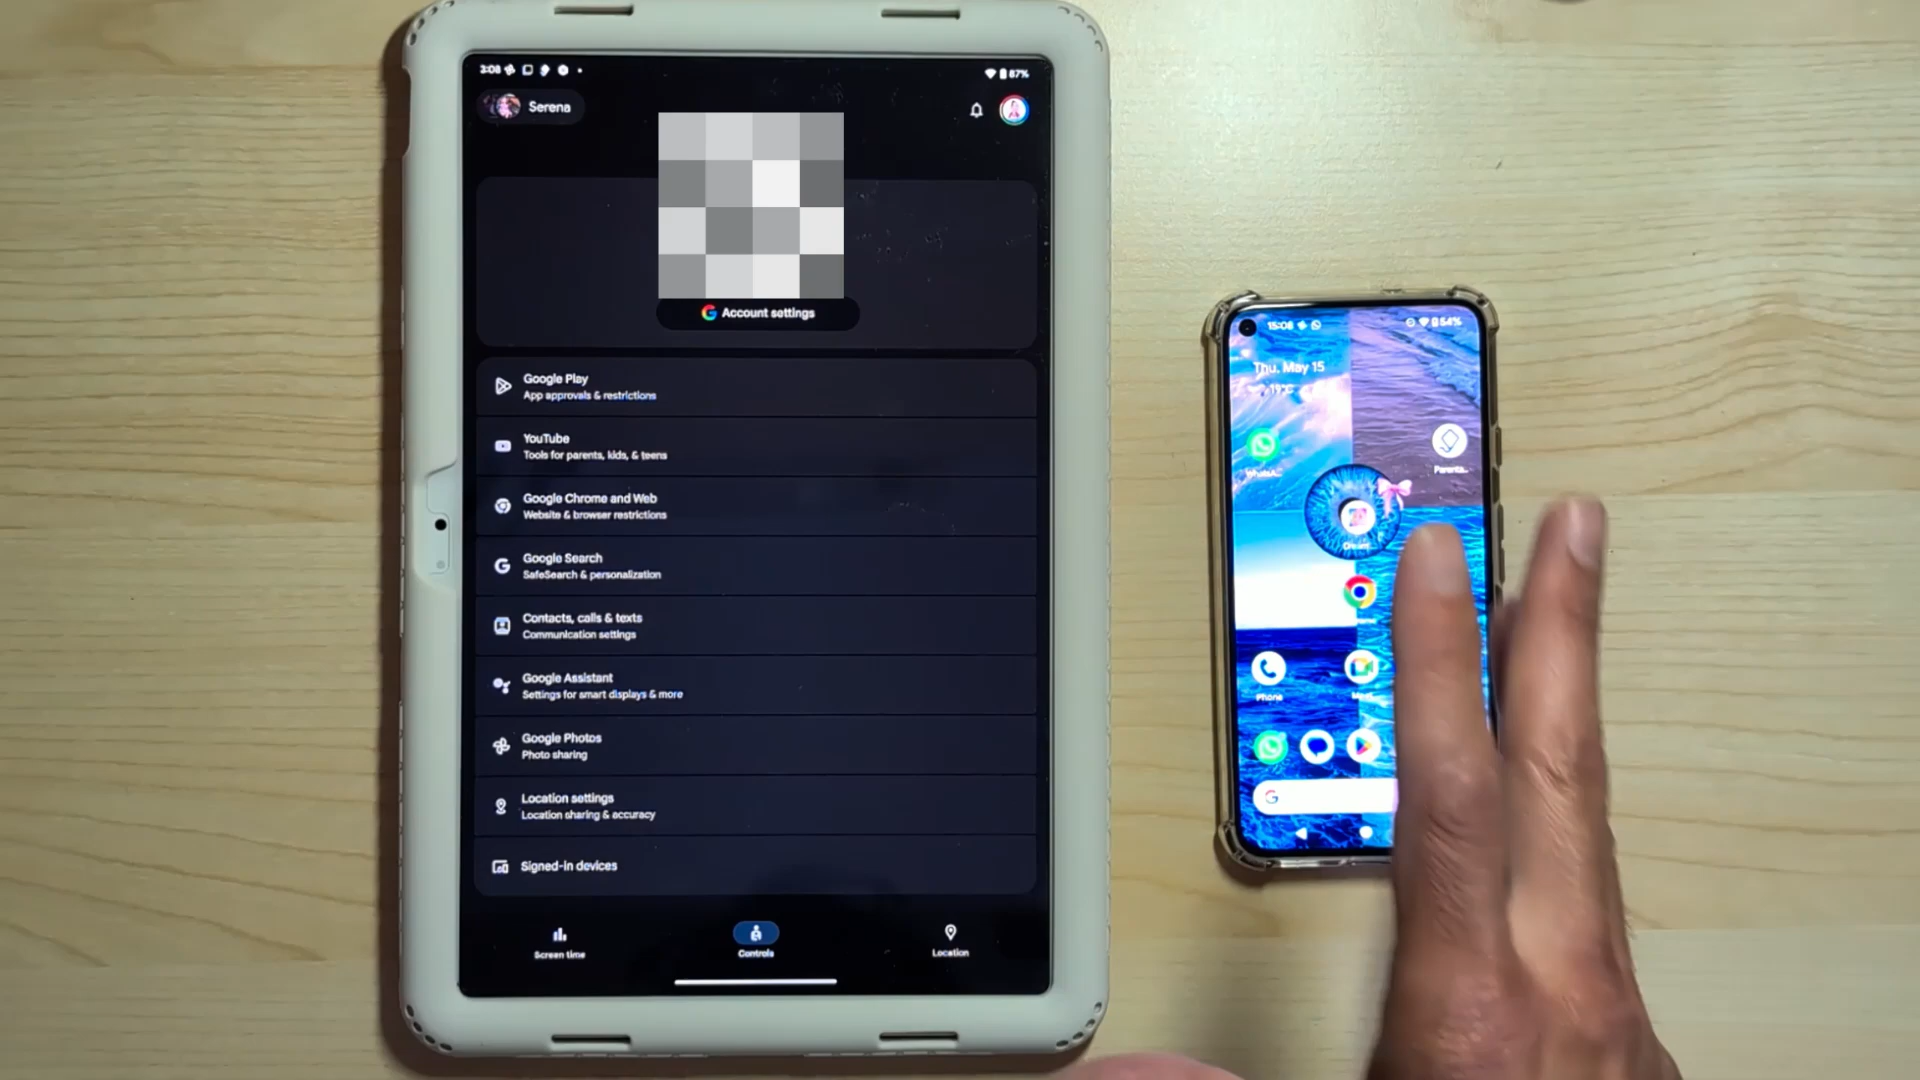 3:08
87%
Serena
Account settings
Google Play
App approvals & restrictions
YouTube
Tools for parents, kids, & teens
Google Chrome and Web
Website & browser restrictions
Google Search
SafeSearch & personalization
Contacts, calls & texts
Communication settings
Google Assistant
Settings for smart displays & more
Google Photos
Photo sharing
Location settings
Location sharing & accuracy
Signed-in devices
Screen time
Controls
Location
15:08
54%
Thu, May 15
19°C
WhatsA...
Parenta...
Phone